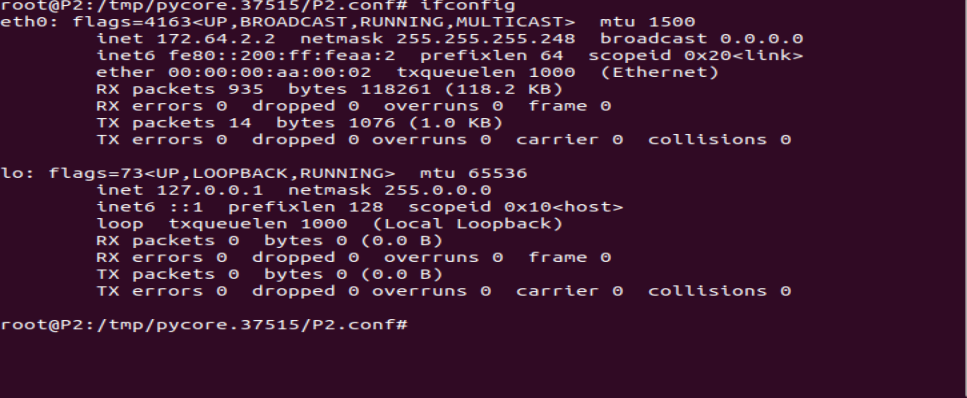 root@P2:/tmp/pycore.37515/P2.conf# ifconfig
eth0: flags=4163<UP,BROADCAST,RUNNING,MULTICAST>  mtu 1500
        inet 172.64.2.2  netmask 255.255.255.248  broadcast 0.0.0.0
        inet6 fe80::200:ff:feaa:2  prefixlen 64  scopeid 0x20<link>
        ether 00:00:00:aa:00:02  txqueuelen 1000  (Ethernet)
        RX packets 935  bytes 118261 (118.2 KB)
        RX errors 0  dropped 0  overruns 0  frame 0
        TX packets 14  bytes 1076 (1.0 KB)
        TX errors 0  dropped 0 overruns 0  carrier 0  collisions 0

lo: flags=73<UP,LOOPBACK,RUNNING>  mtu 65536
        inet 127.0.0.1  netmask 255.0.0.0
        inet6 ::1  prefixlen 128  scopeid 0x10<host>
        loop  txqueuelen 1000  (Local Loopback)
        RX packets 0  bytes 0 (0.0 B)
        RX errors 0  dropped 0  overruns 0  frame 0
        TX packets 0  bytes 0 (0.0 B)
        TX errors 0  dropped 0 overruns 0  carrier 0  collisions 0

root@P2:/tmp/pycore.37515/P2.conf#